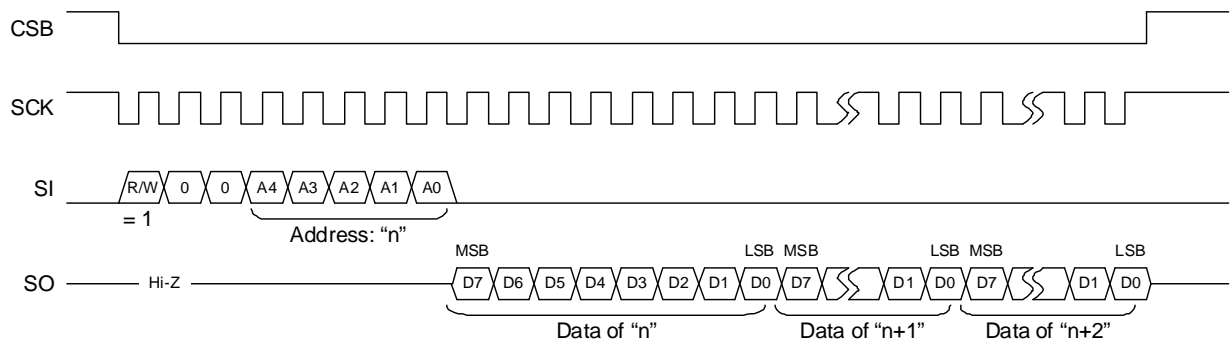 CSB
SCK
SI R/W 0 0 A4 A3 A2 A1 A0
= 1
Address: “n”
MSB LSB MSB LSB MSB LSB
SO Hi-Z D7 D6 D5 D4 D3 D2 D1 D0 D7 D1 D0 D7 D1 D0
Data of “n” Data of “n+1” Data of “n+2”